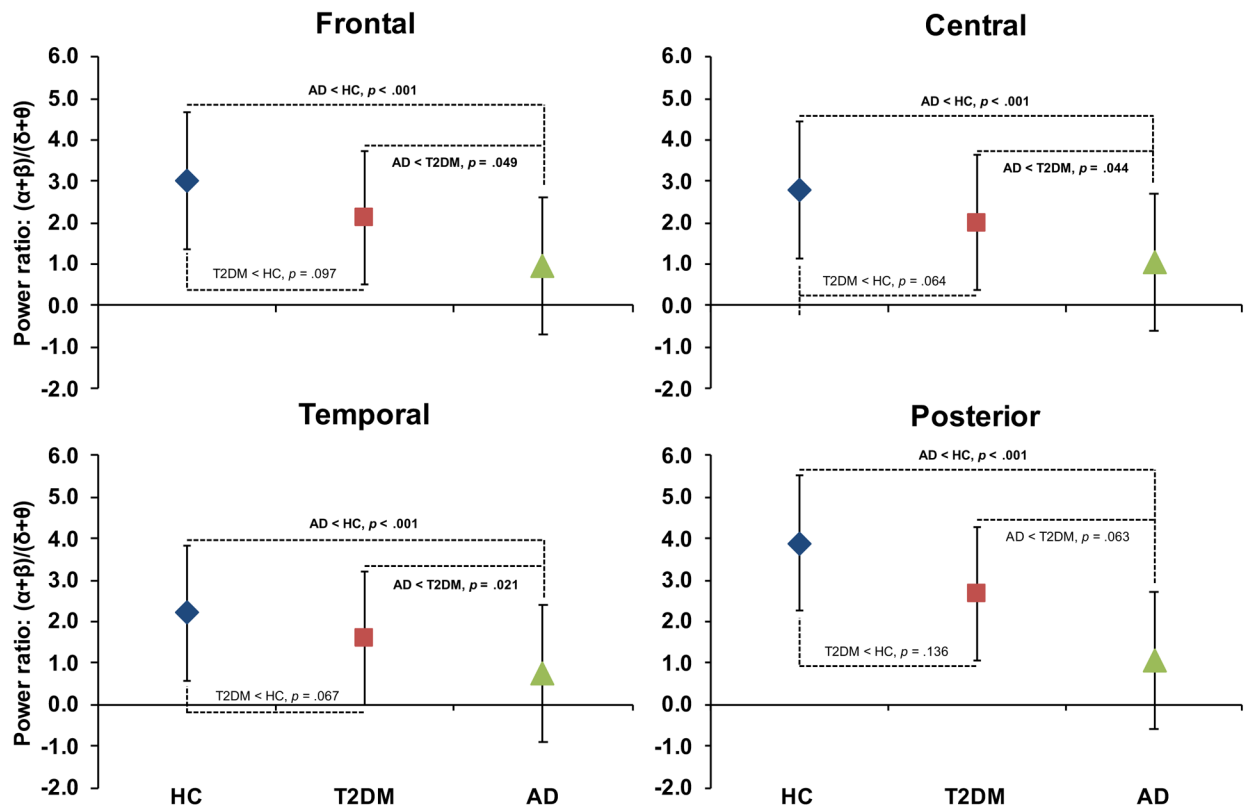 Frontal
Power ratio: (α+β)/(δ+θ)
6.0
5.0
4.0
3.0
2.0
1.0
0.0
-1.0
-2.0
AD < HC, p < .001
AD < T2DM, p = .049
T2DM < HC, p = .097
Central
6.0
5.0
4.0
3.0
2.0
1.0
0.0
-1.0
-2.0
AD < HC, p < .001
AD < T2DM, p = .044
T2DM < HC, p = .064
Temporal
Power ratio: (α+β)/(δ+θ)
6.0
5.0
4.0
3.0
2.0
1.0
0.0
-1.0
-2.0
AD < HC, p < .001
AD < T2DM, p = .021
T2DM < HC, p = .067
HC T2DM AD
Posterior
6.0
5.0
4.0
3.0
2.0
1.0
0.0
-1.0
-2.0
AD < HC, p < .001
AD < T2DM, p = .063
T2DM < HC, p = .136
HC T2DM AD